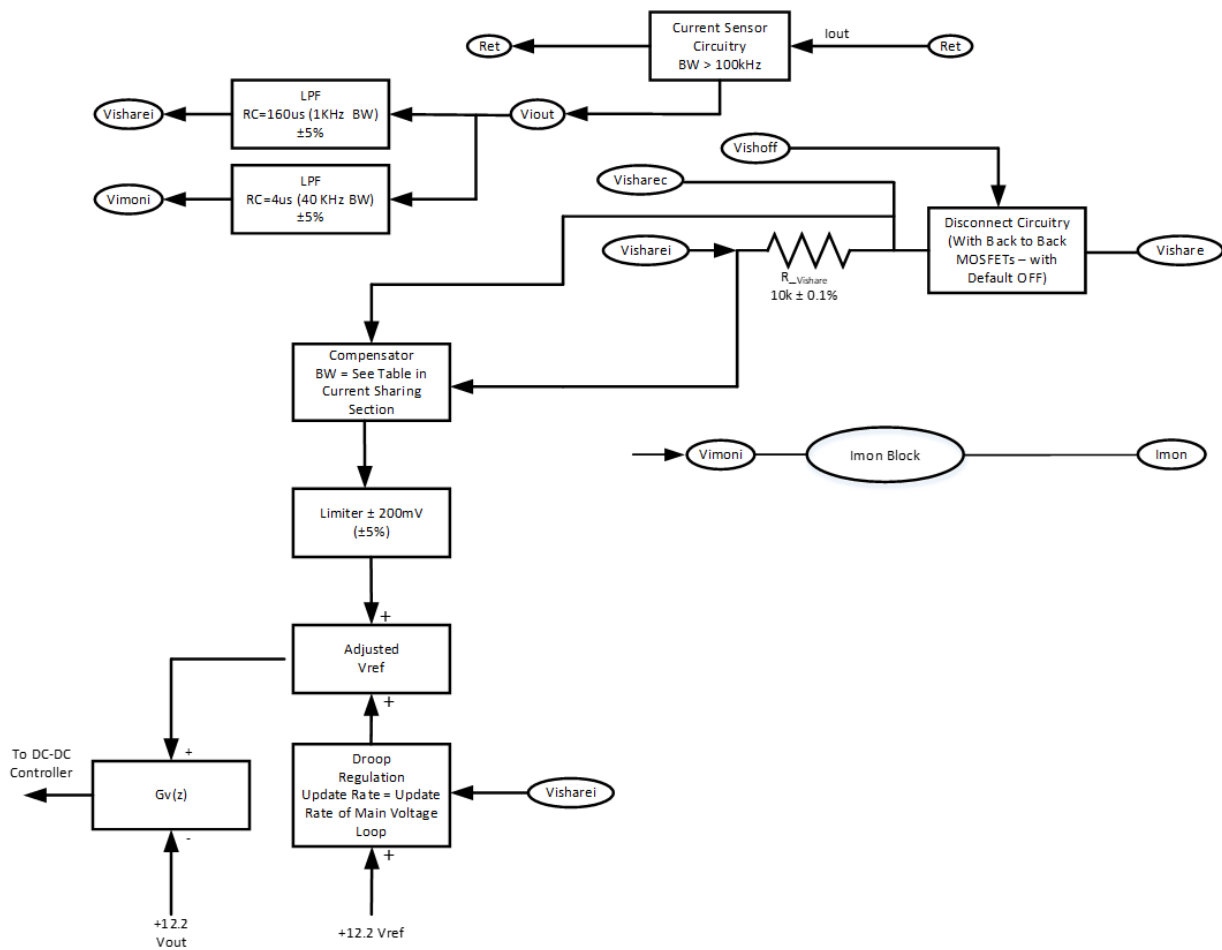 Ret
Current Sensor
Circuitry
BW > 100kHz
Iout
Ret
Visharei
LPF
RC=160us (1KHz BW)
±5%
Viout
Vimoni
LPF
RC=4us (40 KHz BW)
±5%
Vishoff
Visharec
Visharei
R_Vishare
10k ± 0.1%
Disconnect Circuitry
(With Back to Back
MOSFETs – with
Default OFF)
Vishare
Compensator
BW = See Table in
Current Sharing
Section
Vimoni
Imon Block
Imon
Limiter ± 200mV
(±5%)
+
Adjusted
Vref
+
To DC-DC
Controller
+
Gv(z)
-
Droop
Regulation
Update Rate = Update
Rate of Main Voltage
Loop
+
Visharei
+12.2
Vout
+12.2 Vref